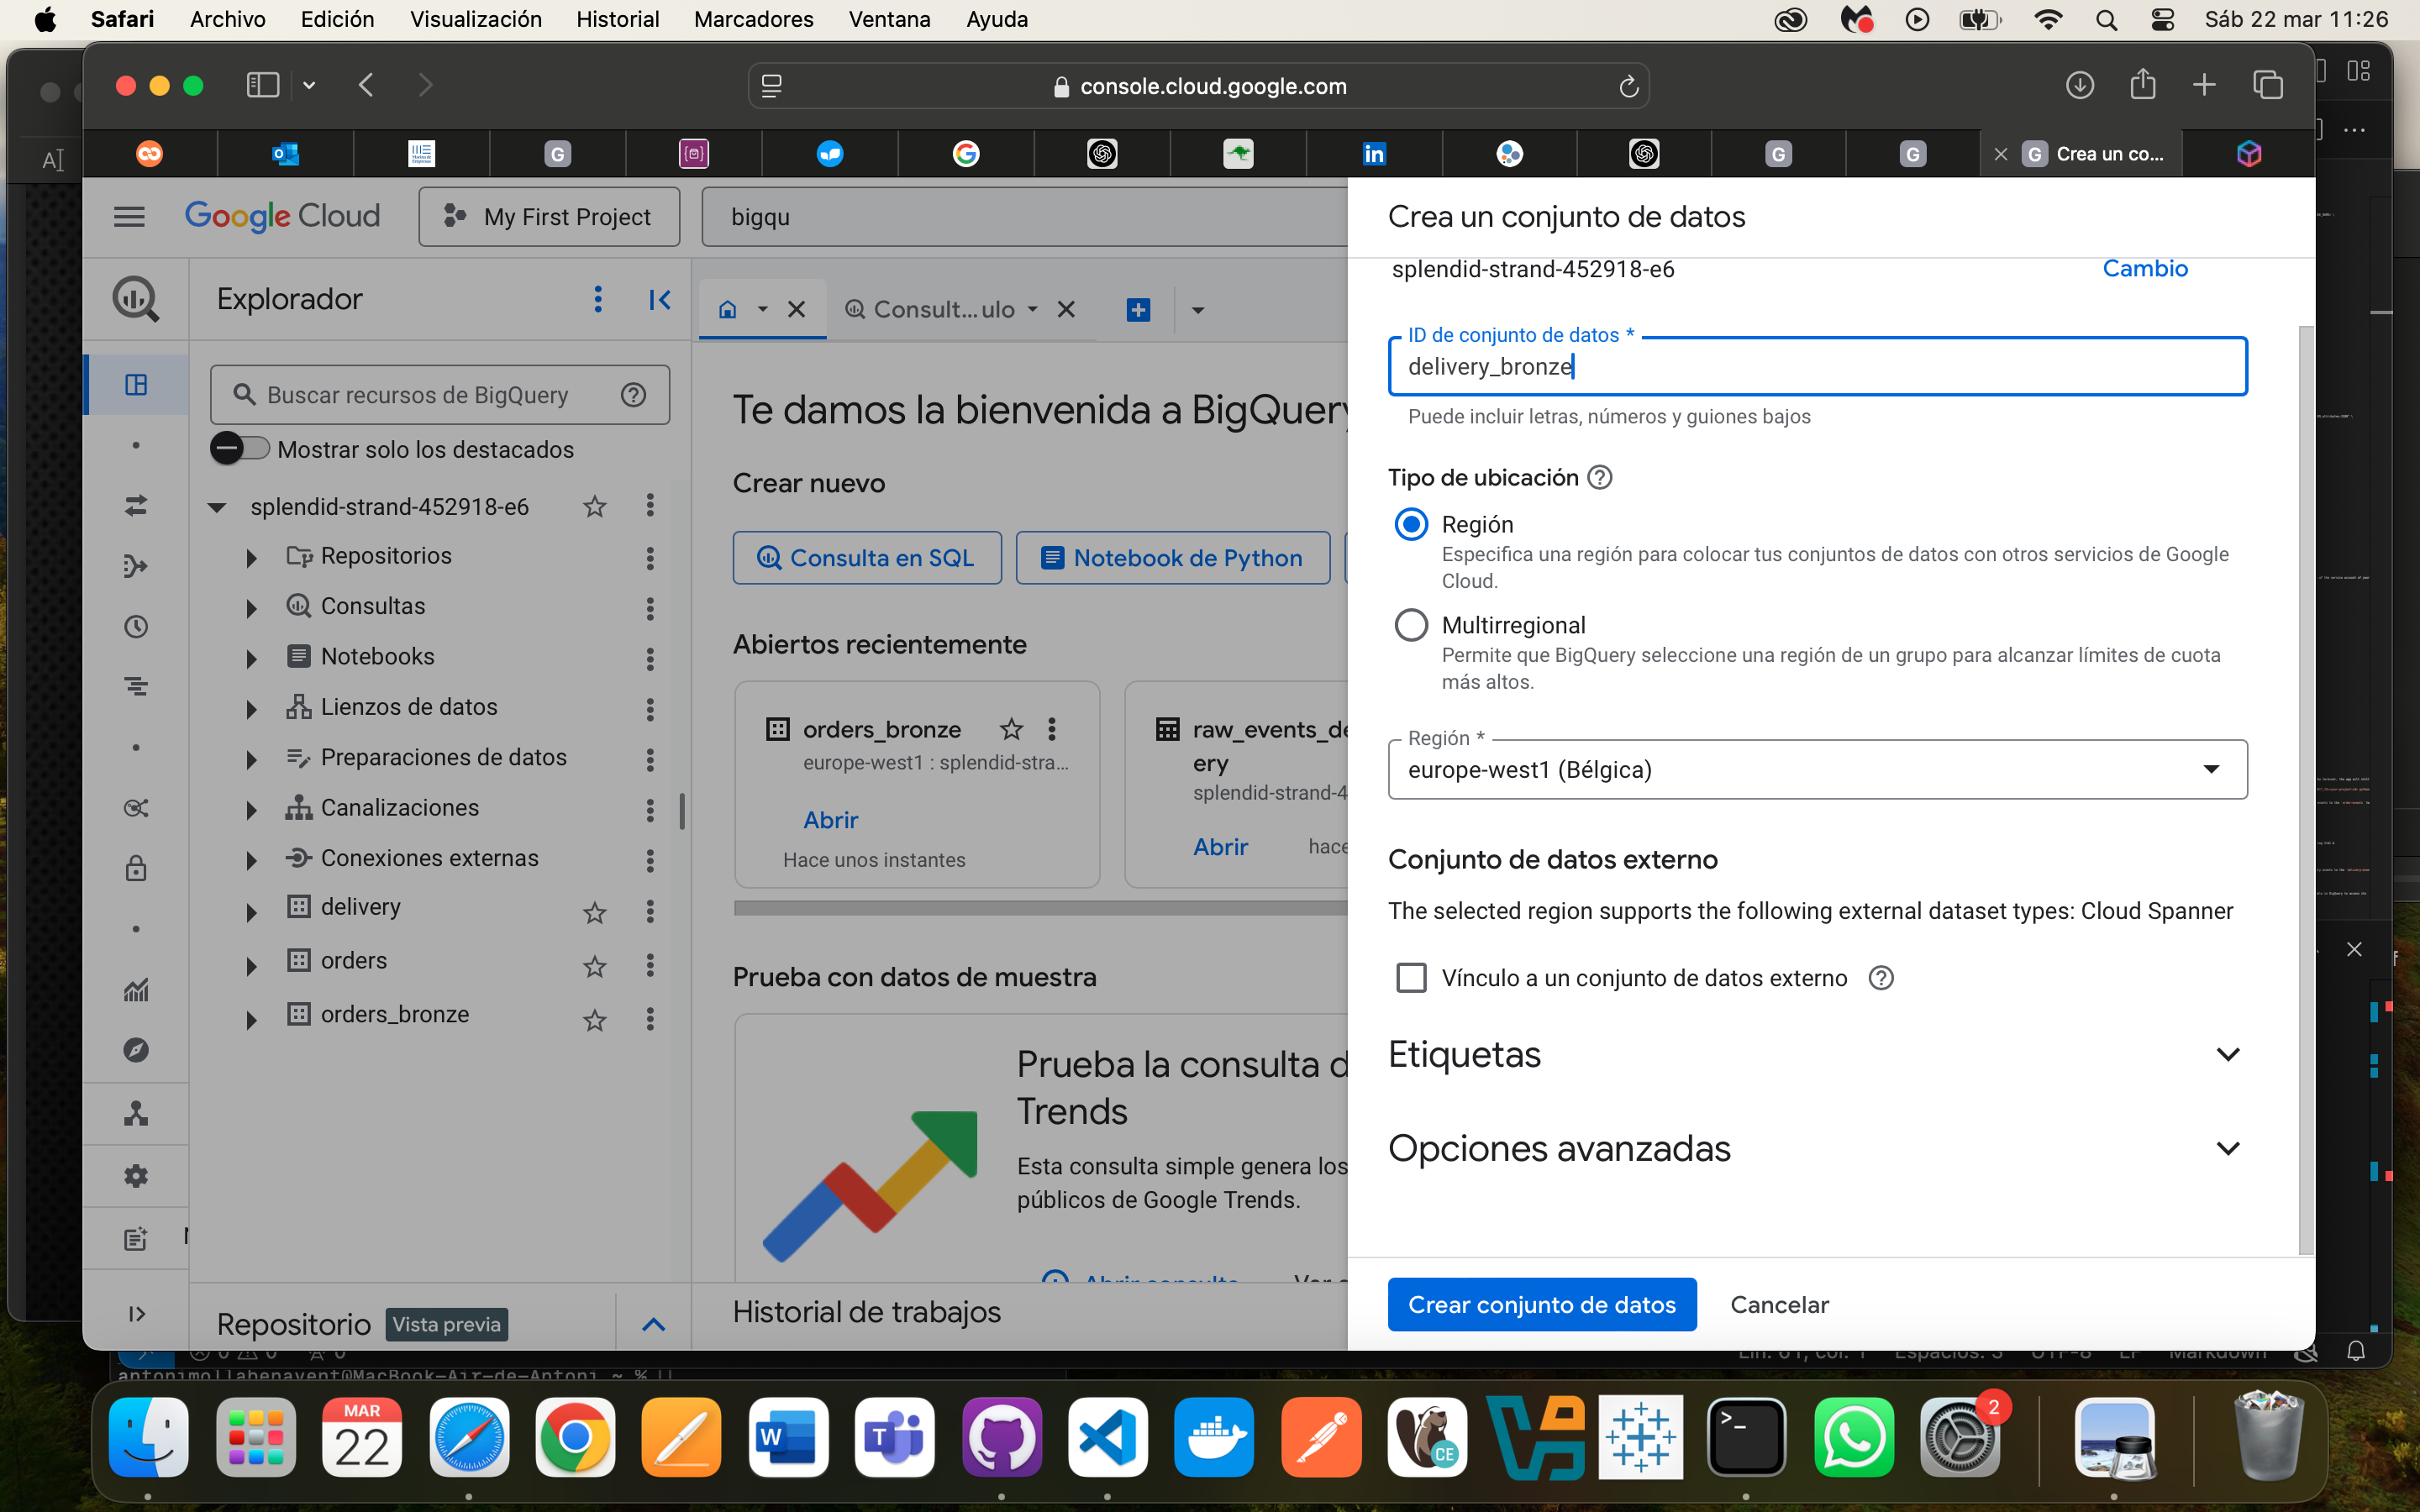 Safari Archivo Edición Visualización Historial Marcadores Ventana Ayuda Sáb 22 mar 11:26
console.cloud.google.com
Crea un co...
Google Cloud My First Project bigqu
Explorador
Consult... ulo
Buscar recursos de BigQuery
Mostrar solo los destacados
splendid-strand-452918-e6
Repositorios
Consultas
Notebooks
Lienzos de datos
Preparaciones de datos
Canalizaciones
Conexiones externas
delivery
orders
orders_bronze
Repositorio Vista previa
Te damos la bienvenida a BigQuery
Crear nuevo
Consulta en SQL Notebook de Python
Abiertos recientemente
orders_bronze
europe-west1 : splendid-stra...
Abrir
Hace unos instantes
raw_events_de
ery
splendid-strand-4
Abrir hace
Prueba con datos de muestra
Prueba la consulta d
Trends
Esta consulta simple genera los
públicos de Google Trends.
Historial de trabajos
Crea un conjunto de datos
splendid-strand-452918-e6 Cambio
ID de conjunto de datos *
delivery_bronze
Puede incluir letras, números y guiones bajos
Tipo de ubicación
Región
Especifica una región para colocar tus conjuntos de datos con otros servicios de Google
Cloud.
Multirregional
Permite que BigQuery seleccione una región de un grupo para alcanzar límites de cuota
más altos.
Región *
europe-west1 (Bélgica)
Conjunto de datos externo
The selected region supports the following external dataset types: Cloud Spanner
Vínculo a un conjunto de datos externo
Etiquetas
Opciones avanzadas
Crear conjunto de datos Cancelar
antonimollabenavent@MacBook-Air-de-Antoni ~ %
MAR
22
2